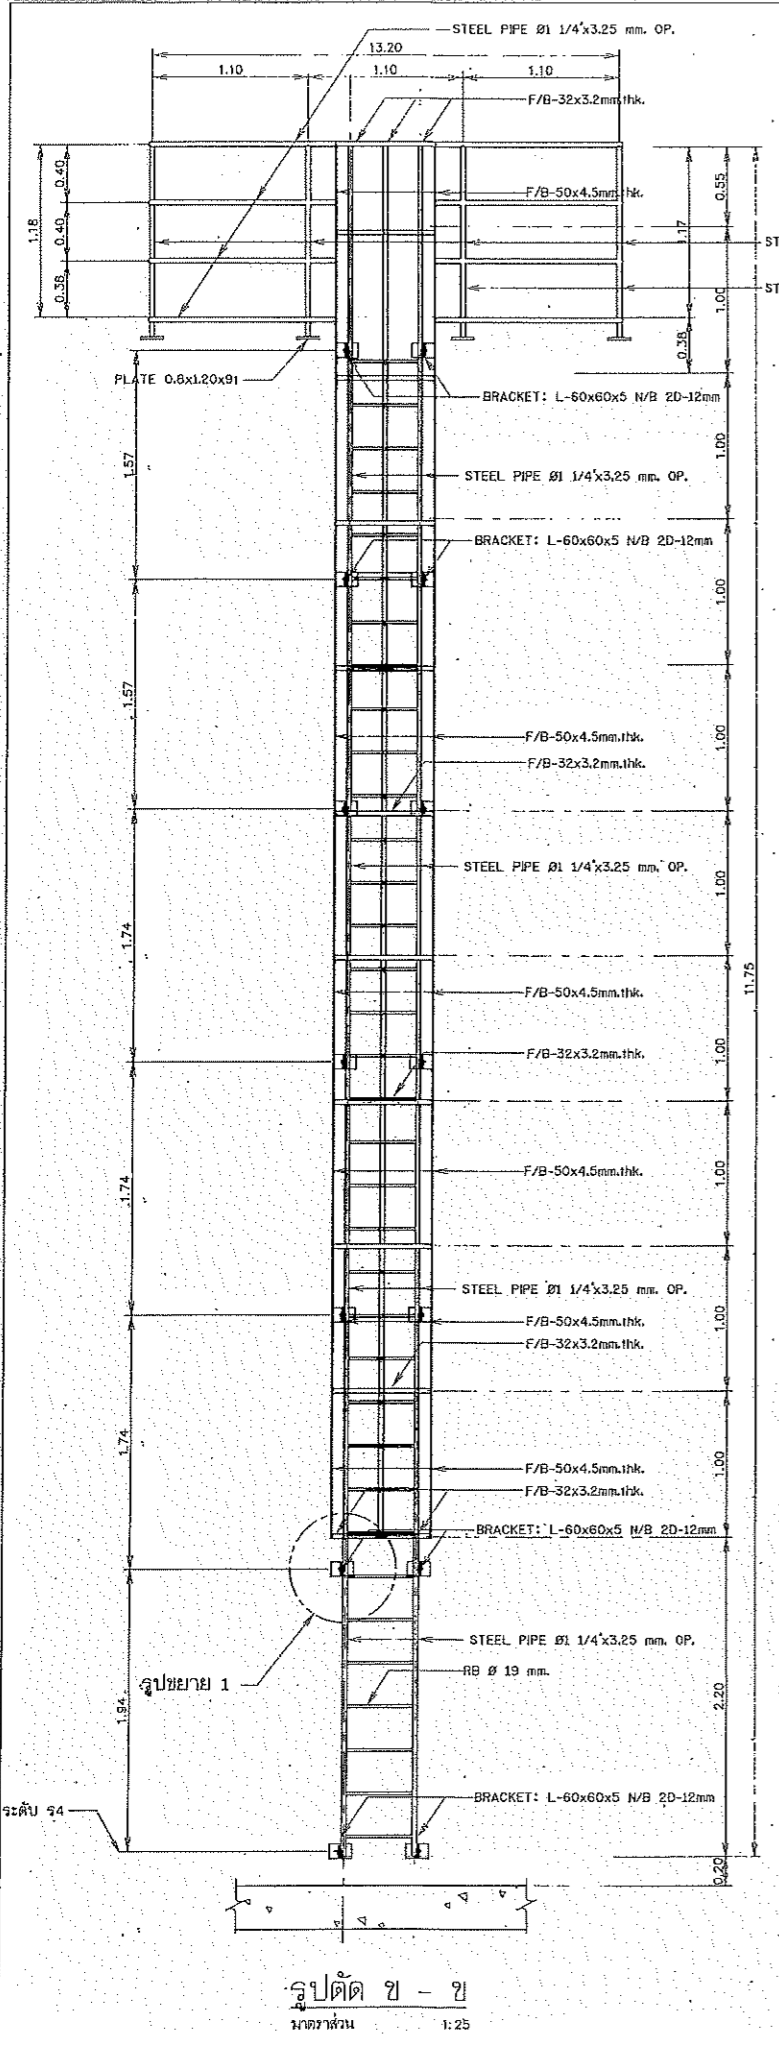 STEEL PIPE Ø1 1/4"x3.25 mm. OP.
13.20
1.10 1.10 1.10
F/B-32x3.2mm.thk.
0.40
0.40
0.38
1.18
F/B-50x4.5mm.thk.
0.55
1.17
ST
ST
1.00
0.38
PLATE 0.6x1.20x91
BRACKET: L-60x60x5 N/B 2D-12mm
1.00
1.57
STEEL PIPE Ø1 1/4"x3.25 mm. OP.
BRACKET: L-60x60x5 N/B 2D-12mm
1.00
1.57
F/B-50x4.5mm.thk.
1.00
F/B-32x3.2mm.thk.
STEEL PIPE Ø1 1/4"x3.25 mm. OP.
1.00
1.74
F/B-50x4.5mm.thk.
11.75
F/B-32x3.2mm.thk.
1.00
F/B-50x4.5mm.thk.
1.00
1.74
STEEL PIPE Ø1 1/4"x3.25 mm. OP.
F/B-50x4.5mm.thk.
1.00
F/B-32x3.2mm.thk.
1.74
F/B-50x4.5mm.thk.
1.00
F/B-32x3.2mm.thk.
BRACKET: L-60x60x5 N/B 2D-12mm
STEEL PIPE Ø1 1/4"x3.25 mm. OP.
RB Ø 19 mm.
รูปขยาย 1
2.20
1.94
BRACKET: L-60x60x5 N/B 2D-12mm
ระดับ ร4
0.20
รูปตัด ข - ข
มาตราส่วน 1:25